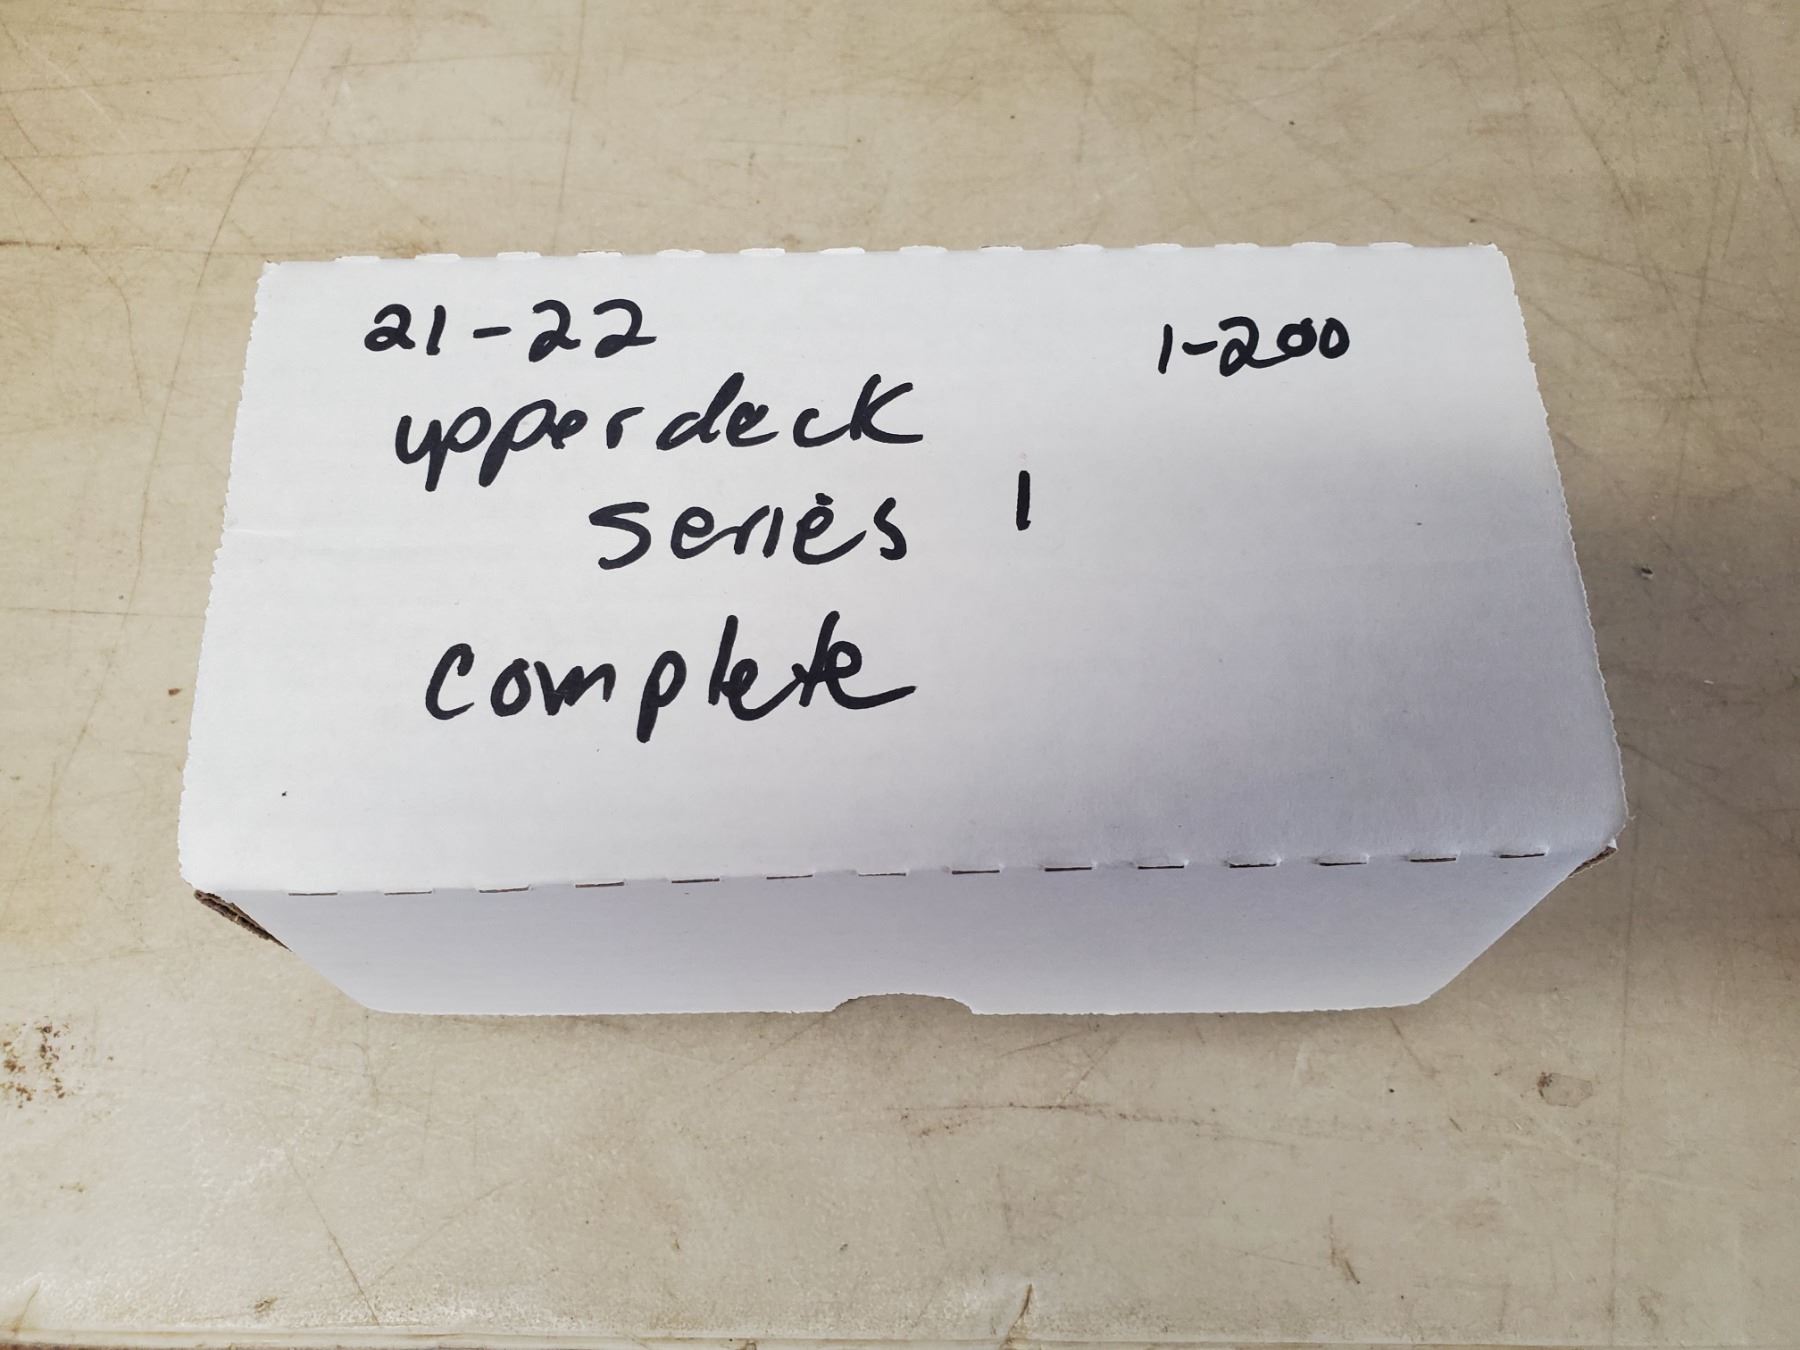 21-22
1-200
upperdeck
series 1
complete